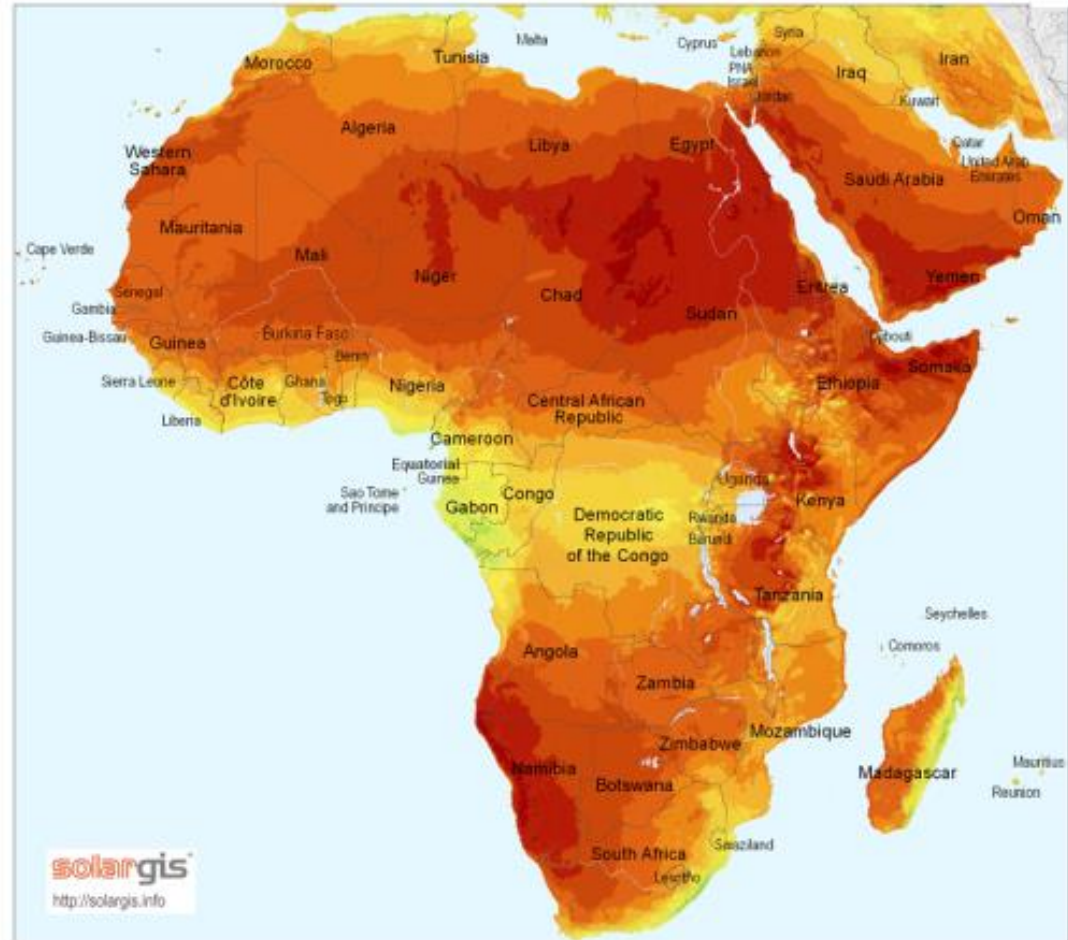 Malta
Cyprus
Syria
Lebanon
PNA
Israel
Jordan
Iraq
Iran
Kuwait
Morocco
Tunisia
Algeria
Libya
Egypt
Qatar
United Arab
Emirates
Saudi Arabia
Oman
Western
Sahara
Mauritania
Mali
Niger
Chad
Sudan
Eritrea
Yemen
Cape Verde
Senegal
Gambia
Guinea-Bissau
Guinea
Burkina Faso
Benin
Djibouti
Somalia
Ethiopia
Sierra Leone
Côte
d'Ivoire
Ghana
Togo
Nigeria
Liberia
Central African
Republic
Cameroon
Equatorial
Guinea
Sao Tome
and Principe
Gabon
Congo
Democratic
Republic
of the Congo
Uganda
Kenya
Rwanda
Burundi
Tanzania
Seychelles
Comoros
Angola
Zambia
Mozambique
Zimbabwe
Madagascar
Mauritius
Reunion
Namibia
Botswana
South Africa
Swaziland
Lesotho
solargis
http://solargis.info